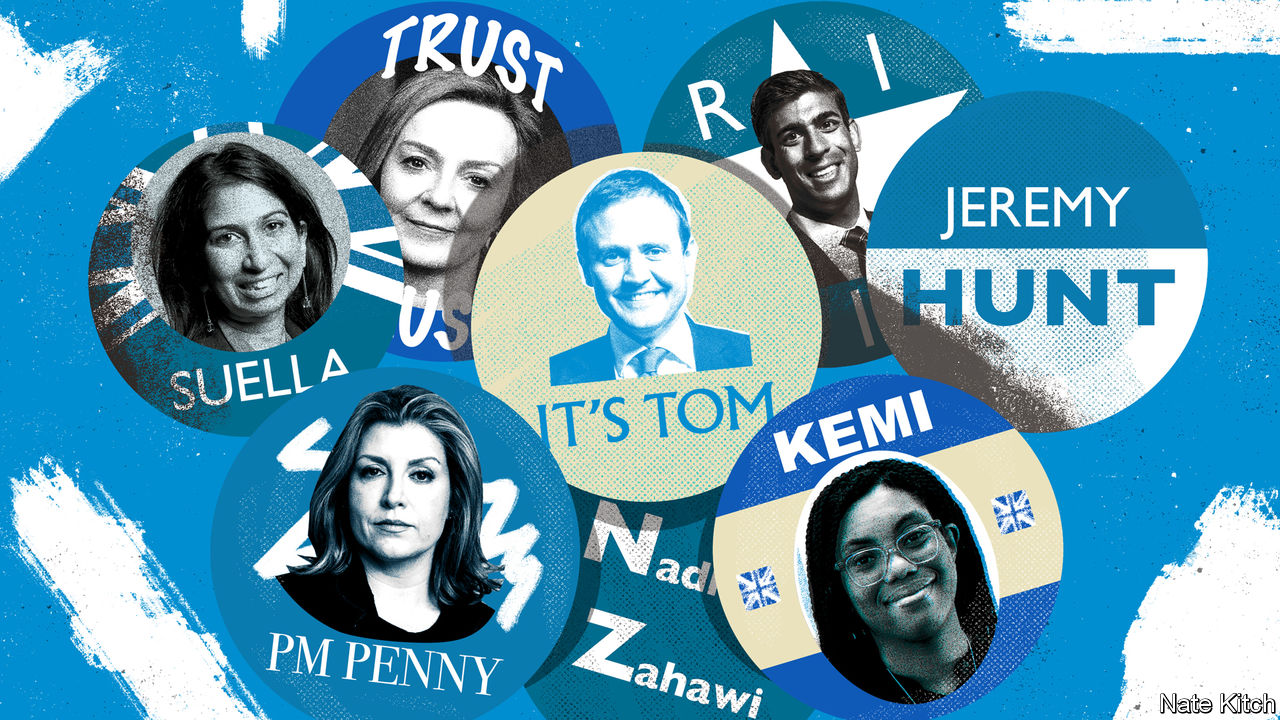 TRUST
R I
JEREMY
HUNT
US
I
SUELLA
IT'S TOM
KEMI
PM PENNY
Nadh
Zahawi
Nate Kitch